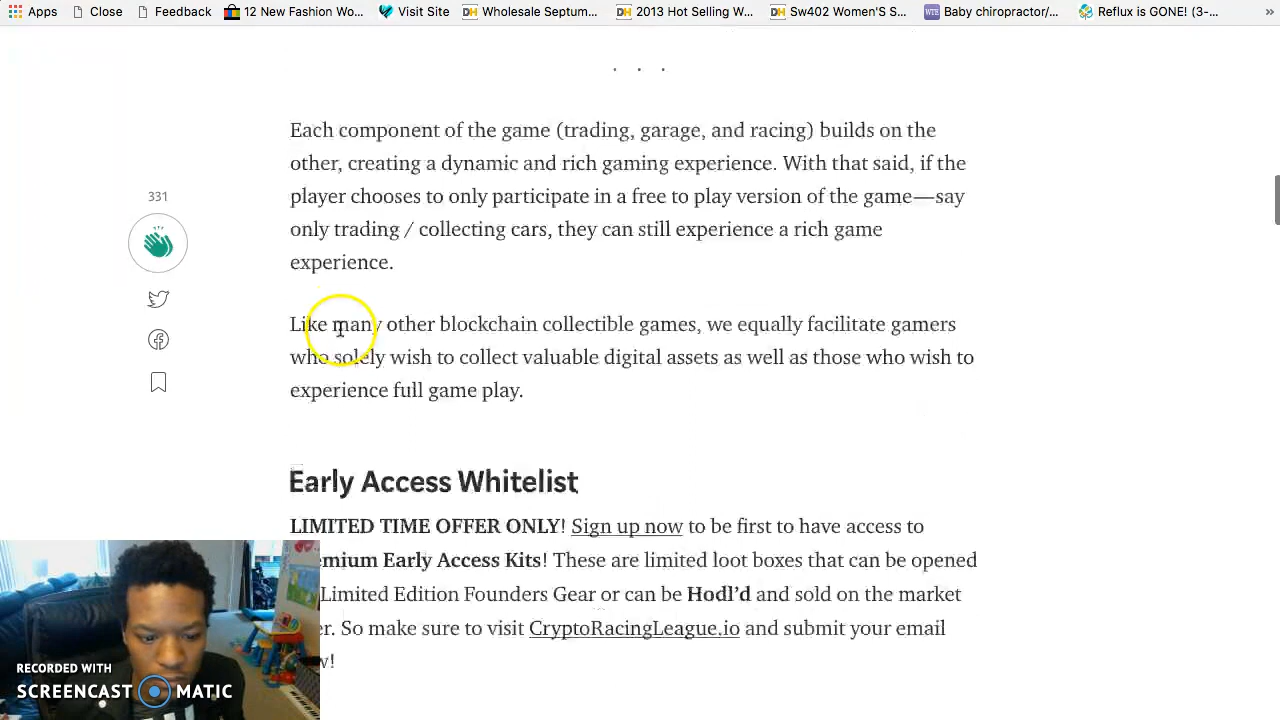 Apps Close Feedback 12 New Fashion Wo... Visit Site Wholesale Septum... 2013 Hot Selling W... Sw402 Women's S... Baby chiropractor/... Reflux is GONE! (3-... »
. . .
Each component of the game (trading, garage, and racing) builds on the
other, creating a dynamic and rich gaming experience. With that said, if the
player chooses to only participate in a free to play version of the game—say
only trading / collecting cars, they can still experience a rich game
experience.
331
Like many other blockchain collectible games, we equally facilitate gamers
who solely wish to collect valuable digital assets as well as those who wish to
experience full game play.
Early Access Whitelist
LIMITED TIME OFFER ONLY! Sign up now to be first to have access to
Early Access Kits! These are limited loot boxes that can be opened
Limited Edition Founders Gear or can be Hodl'd and sold on the market
So make sure to visit CryptoRacingLeague.io and submit your email
RECORDED WITH
SCREENCAST MATIC